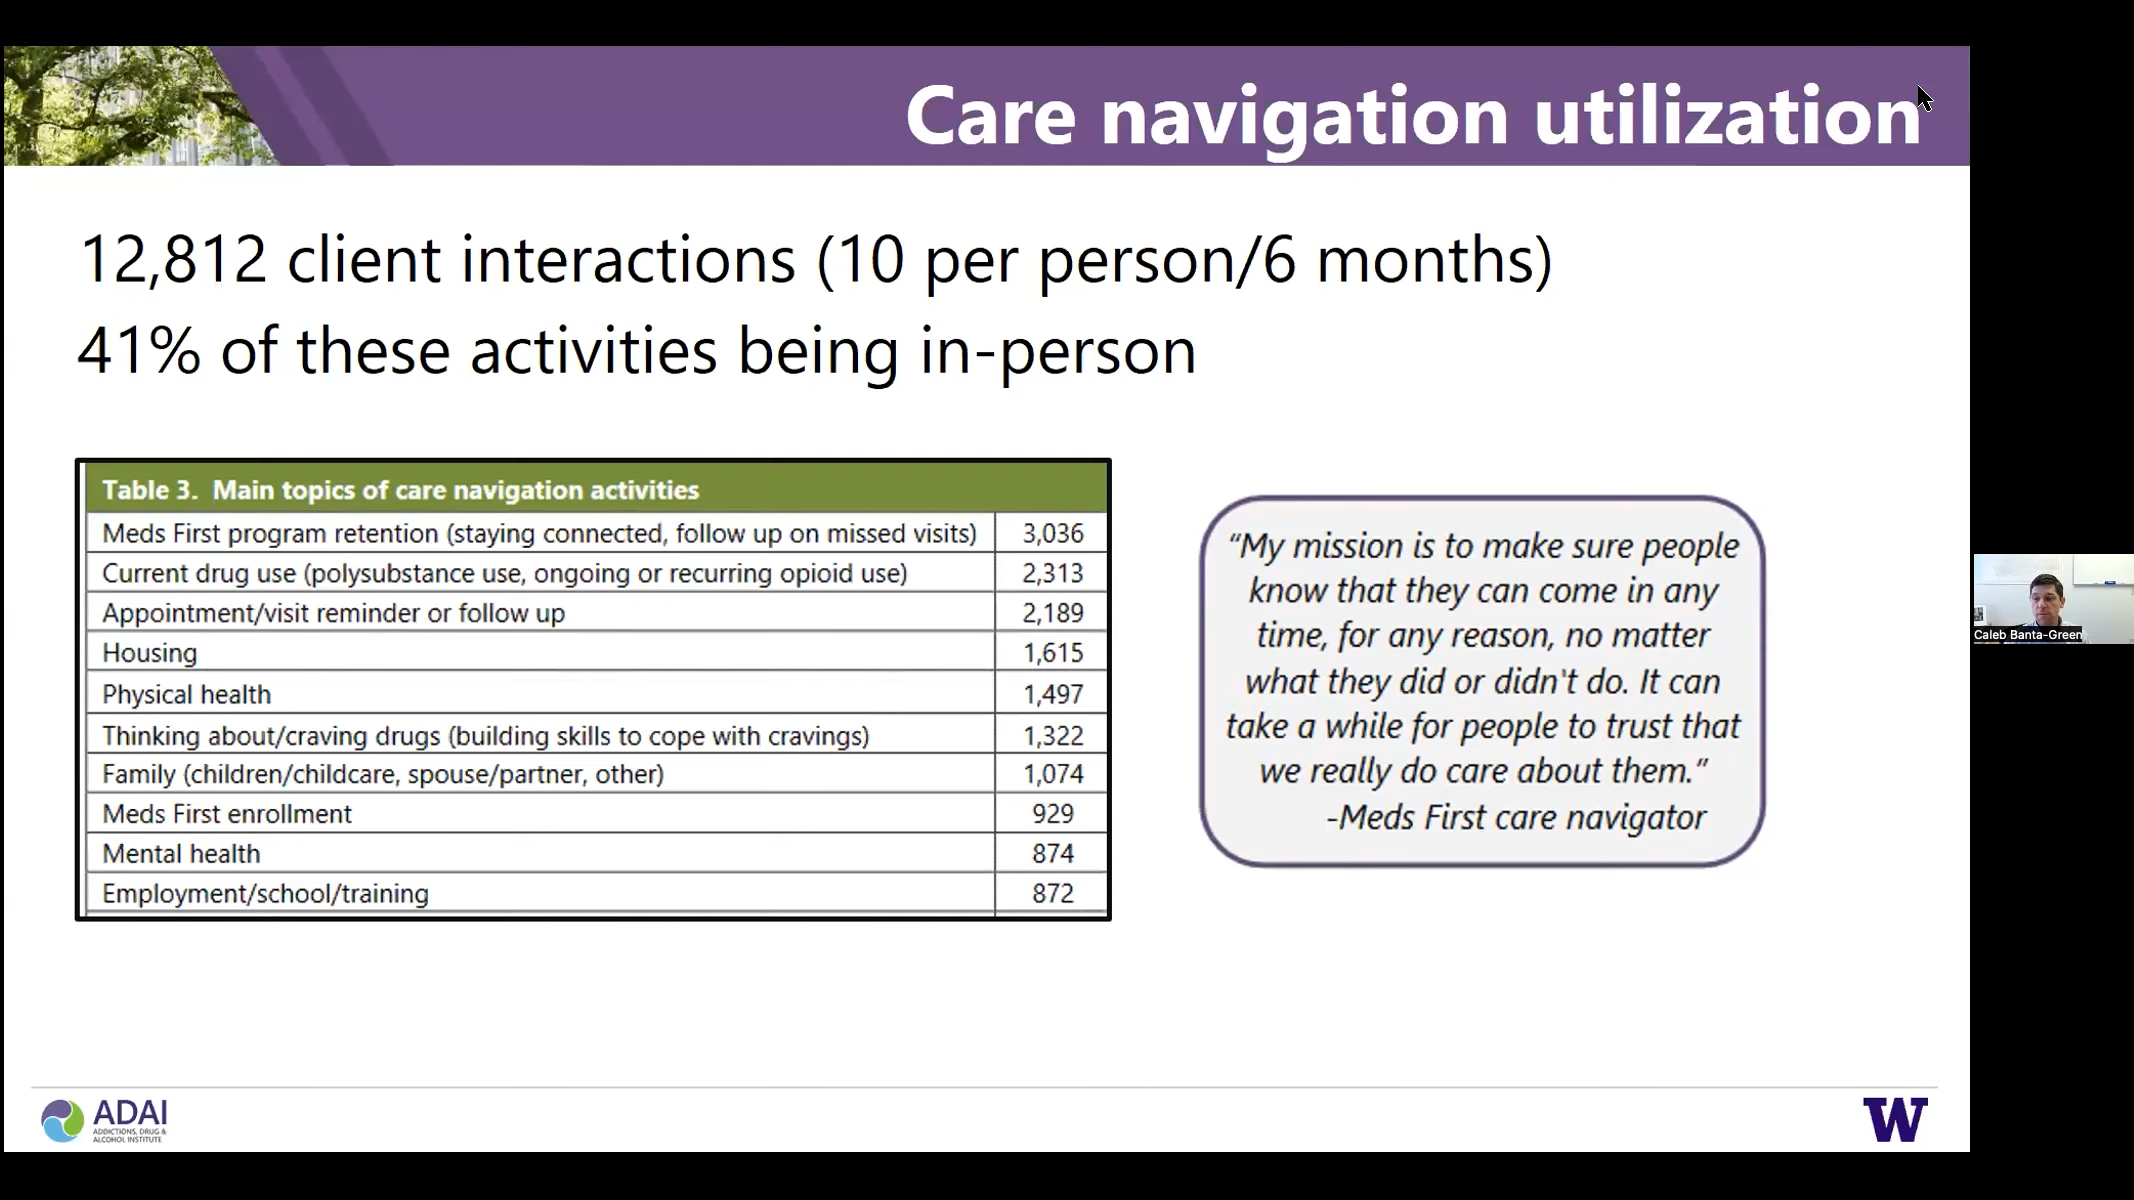 Care navigation utilization
12,812 client interactions (10 per person/6 months)
41% of these activities being in-person
Table 3.  Main topics of care navigation activities
Meds First program retention (staying connected, follow up on missed visits) 3,036
Current drug use (polysubstance use, ongoing or recurring opioid use) 2,313
Appointment/visit reminder or follow up 2,189
Housing 1,615
Physical health 1,497
Thinking about/craving drugs (building skills to cope with cravings) 1,322
Family (children/childcare, spouse/partner, other) 1,074
Meds First enrollment 929
Mental health 874
Employment/school/training 872
“My mission is to make sure people
know that they can come in any
time, for any reason, no matter
what they did or didn't do. It can
take a while for people to trust that
we really do care about them.”
-Meds First care navigator
Caleb Banta-Green
ADAI
ADDICTIONS, DRUG &
ALCOHOL INSTITUTE
W